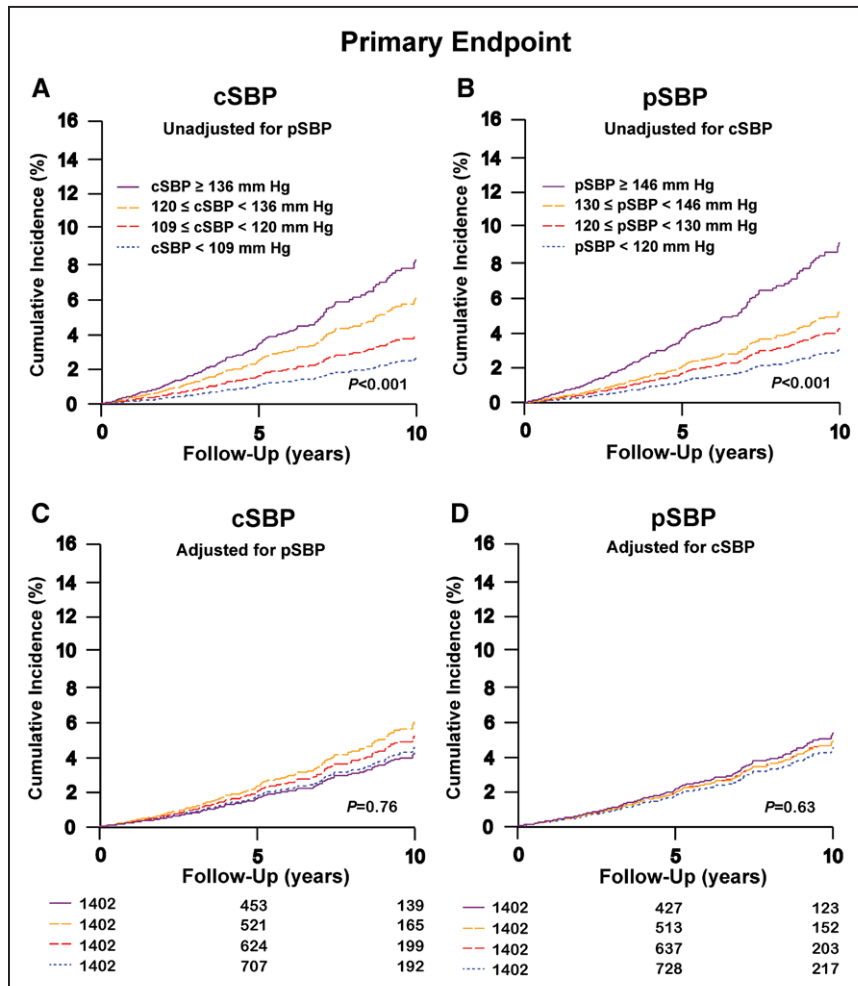 Primary Endpoint
A
cSBP
Unadjusted for pSBP
16
14
12
10
8
6
4
2
0
Cumulative Incidence (%)
cSBP ≥ 136 mm Hg
120 ≤ cSBP < 136 mm Hg
109 ≤ cSBP < 120 mm Hg
cSBP < 109 mm Hg
P<0.001
0 5 10
Follow-Up (years)
B
pSBP
Unadjusted for cSBP
16
14
12
10
8
6
4
2
0
Cumulative Incidence (%)
pSBP ≥ 146 mm Hg
130 ≤ pSBP < 146 mm Hg
120 ≤ pSBP < 130 mm Hg
pSBP < 120 mm Hg
P<0.001
0 5 10
Follow-Up (years)
C
cSBP
Adjusted for pSBP
16
14
12
10
8
6
4
2
0
Cumulative Incidence (%)
P=0.76
0 5 10
Follow-Up (years)
1402 453 139
1402 521 165
1402 624 199
1402 707 192
D
pSBP
Adjusted for cSBP
16
14
12
10
8
6
4
2
0
Cumulative Incidence (%)
P=0.63
0 5 10
Follow-Up (years)
1402 427 123
1402 513 152
1402 637 203
1402 728 217